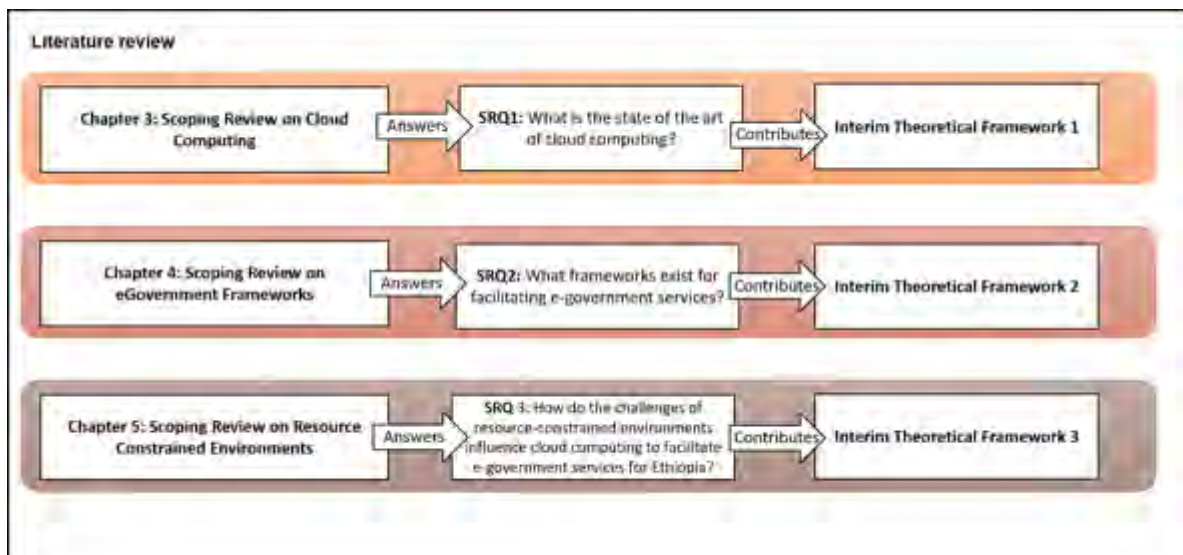 Literature review
Chapter 3: Scoping Review on Cloud
Computing
Answers
SRQ1: What is the state of the art
of cloud computing?
Contributes
Interim Theoretical Framework 1
Chapter 4: Scoping Review on
eGovernment Frameworks
Answers
SRQ2: What frameworks exist for
facilitating e-government services?
Contributes
Interim Theoretical Framework 2
Chapter 5: Scoping Review on Resource
Constrained Environments
Answers
SRQ 3: How do the challenges of
resource-constrained environments
influence cloud computing to facilitate
e-government services for Ethiopia?
Contributes
Interim Theoretical Framework 3